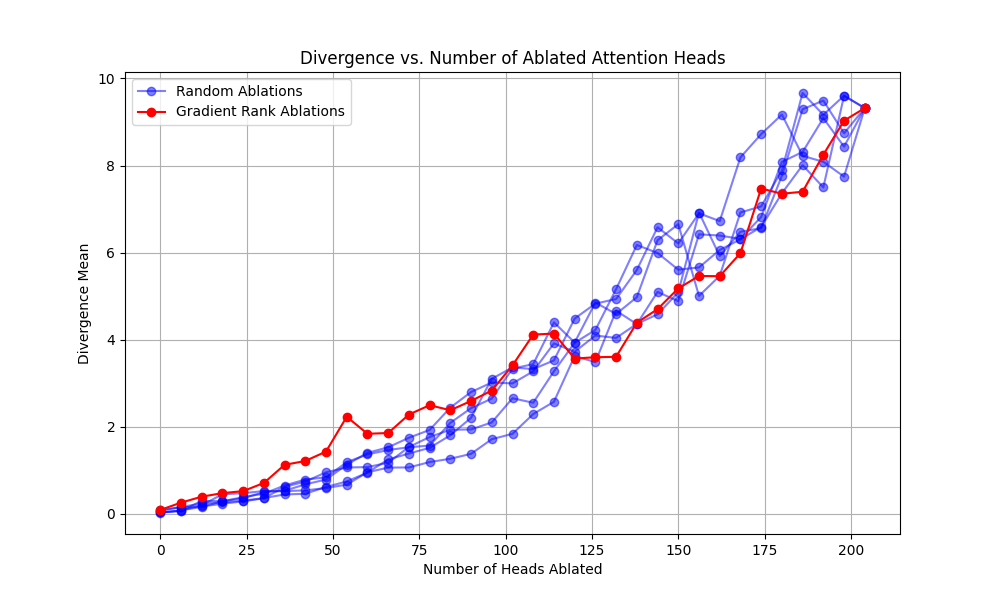 Divergence vs. Number of Ablated Attention Heads
Random Ablations
Gradient Rank Ablations
Divergence Mean
10
8
6
4
2
0
0 25 50 75 100 125 150 175 200
Number of Heads Ablated